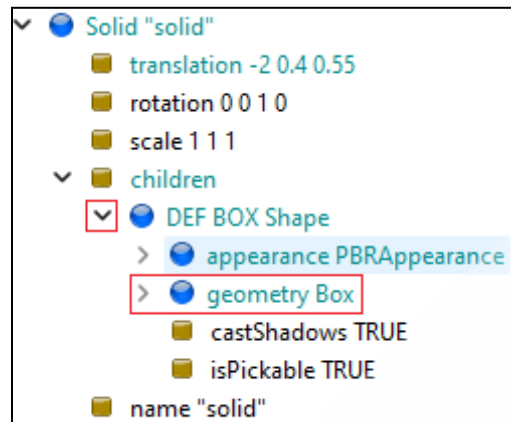 Solid "solid"
translation -2 0.4 0.55
rotation 0 0 1 0
scale 1 1 1
children
DEF BOX Shape
appearance PBRAppearance
geometry Box
castShadows TRUE
isPickable TRUE
name "solid"